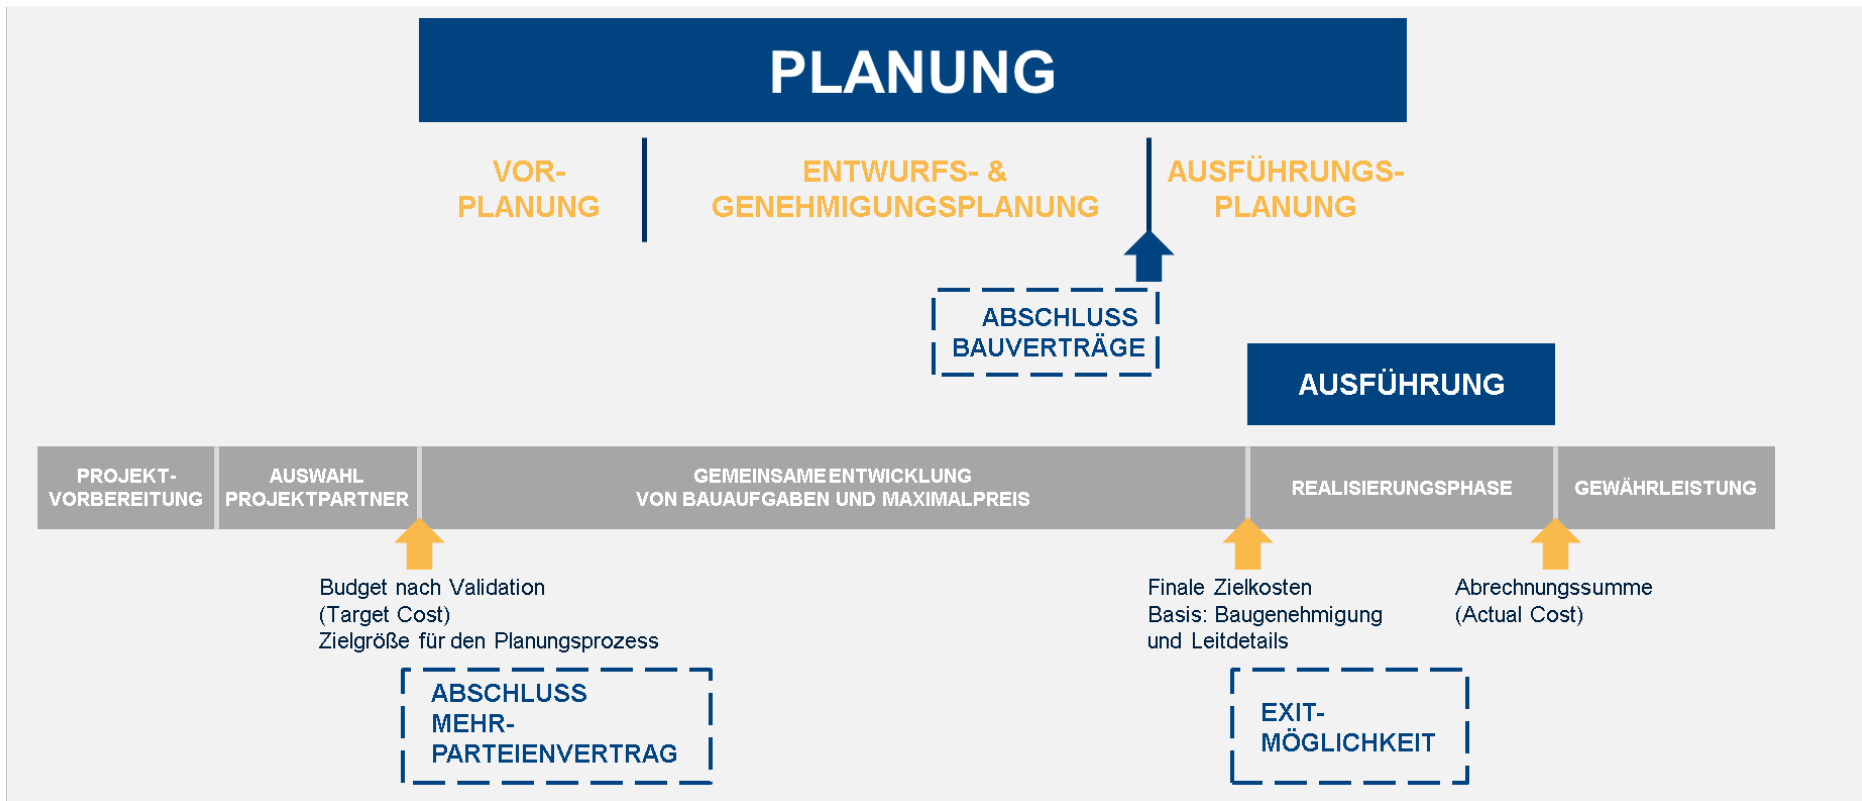 PLANUNG
VOR-
PLANUNG
ENTWURFS- &
GENEHMIGUNGSPLANUNG
AUSFÜHRUNGS-
PLANUNG
ABSCHLUSS
BAUVERTRÄGE
AUSFÜHRUNG
PROJEKT-
VORBEREITUNG
AUSWAHL
PROJEKTPARTNER
GEMEINSAME ENTWICKLUNG
VON BAUAUFGABEN UND MAXIMALPREIS
REALISIERUNGSPHASE
GEWÄHRLEISTUNG
Budget nach Validation
(Target Cost)
Zielgröße für den Planungsprozess
Finale Zielkosten
Basis: Baugenehmigung
und Leitdetails
Abrechnungssumme
(Actual Cost)
ABSCHLUSS
MEHR-
PARTEIENVERTRAG
EXIT-
MÖGLICHKEIT